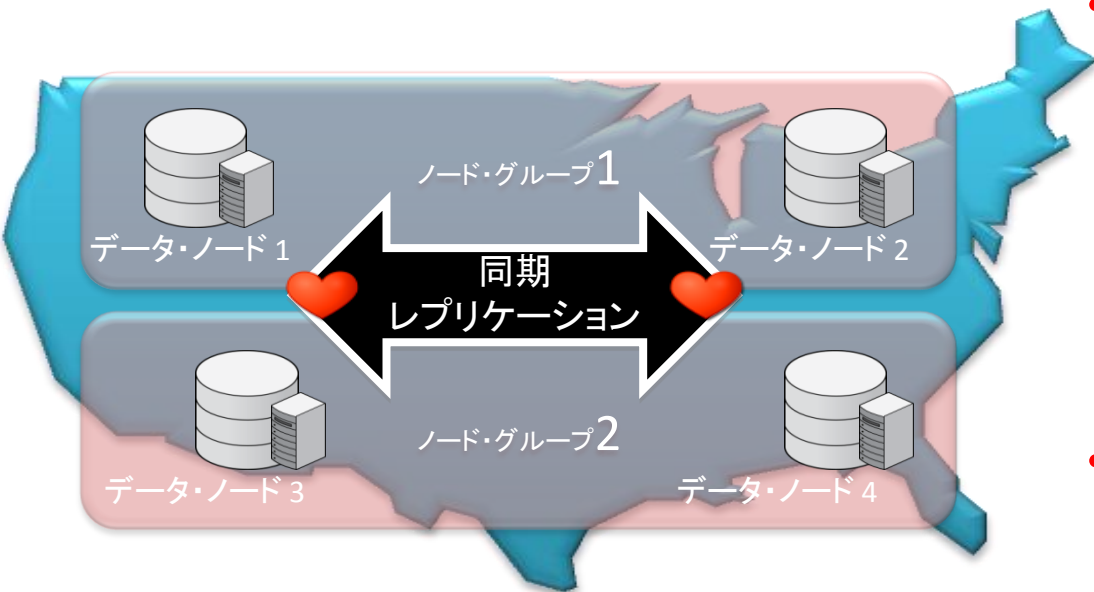 ノード・グループ1
データ・ノード 1
データ・ノード 2
同期
レプリケーション
ノード・グループ2
データ・ノード 3
データ・ノード 4